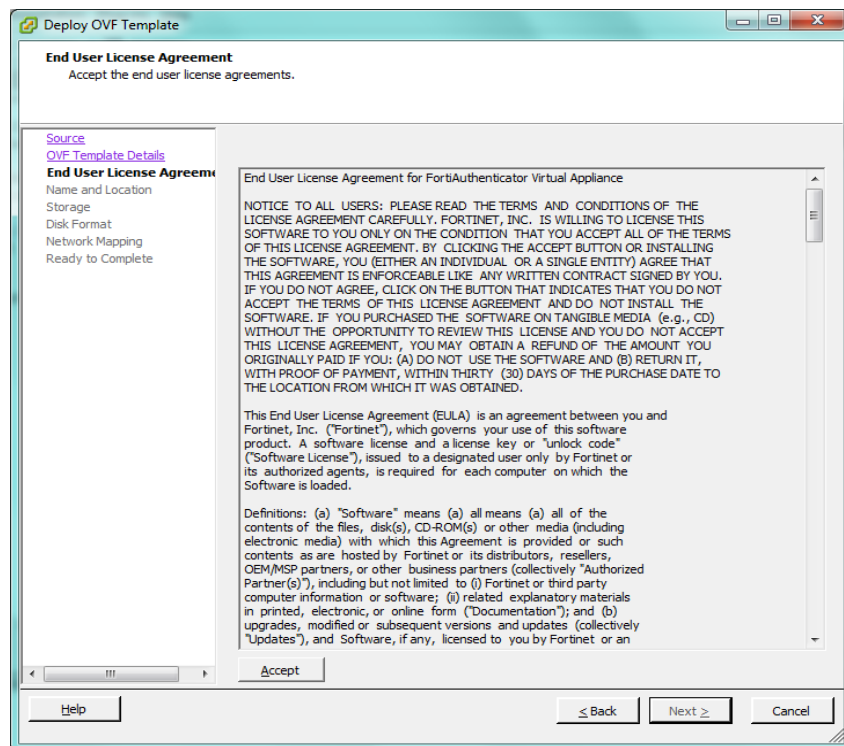 Deploy OVF Template
End User License Agreement
Accept the end user license agreements.
Source
OVF Template Details
End User License Agreeme
Name and Location
Storage
Disk Format
Network Mapping
Ready to Complete
End User License Agreement for FortiAuthenticator Virtual Appliance
NOTICE TO ALL USERS: PLEASE READ THE TERMS AND CONDITIONS OF THE
LICENSE AGREEMENT CAREFULLY. FORTINET, INC. IS WILLING TO LICENSE THIS
SOFTWARE TO YOU ONLY ON THE CONDITION THAT YOU ACCEPT ALL OF THE TERMS
OF THIS LICENSE AGREEMENT. BY CLICKING THE ACCEPT BUTTON OR INSTALLING
THE SOFTWARE, YOU (EITHER AN INDIVIDUAL OR A SINGLE ENTITY) AGREE THAT
THIS AGREEMENT IS ENFORCEABLE LIKE ANY WRITTEN CONTRACT SIGNED BY YOU.
IF YOU DO NOT AGREE, CLICK ON THE BUTTON THAT INDICATES THAT YOU DO NOT
ACCEPT THE TERMS OF THIS LICENSE AGREEMENT AND DO NOT INSTALL THE
SOFTWARE. IF YOU PURCHASED THE SOFTWARE ON TANGIBLE MEDIA (e.g., CD)
WITHOUT THE OPPORTUNITY TO REVIEW THIS LICENSE AND YOU DO NOT ACCEPT
THIS LICENSE AGREEMENT, YOU MAY OBTAIN A REFUND OF THE AMOUNT YOU
ORIGINALLY PAID IF YOU: (A) DO NOT USE THE SOFTWARE AND (B) RETURN IT,
WITH PROOF OF PAYMENT, WITHIN THIRTY (30) DAYS OF THE PURCHASE DATE TO
THE LOCATION FROM WHICH IT WAS OBTAINED.
This End User License Agreement (EULA) is an agreement between you and
Fortinet, Inc. ("Fortinet"), which governs your use of this software
product. A software license and a license key or "unlock code"
("Software License"), issued to a designated user only by Fortinet or
its authorized agents, is required for each computer on which the
Software is loaded.
Definitions: (a) "Software" means (a) all means (a) all of the
contents of the files, disk(s), CD-ROM(s) or other media (including
electronic media) with which this Agreement is provided or such
contents as are hosted by Fortinet or its distributors, resellers,
OEM/MSP partners, or other business partners (collectively "Authorized
Partner(s)"), including but not limited to (i) Fortinet or third party
computer information or software; (ii) related explanatory materials
in printed, electronic, or online form ("Documentation"); and (b)
upgrades, modified or subsequent versions and updates (collectively
"Updates"), and Software, if any, licensed to you by Fortinet or an
Accept
Help
< Back
Next >
Cancel